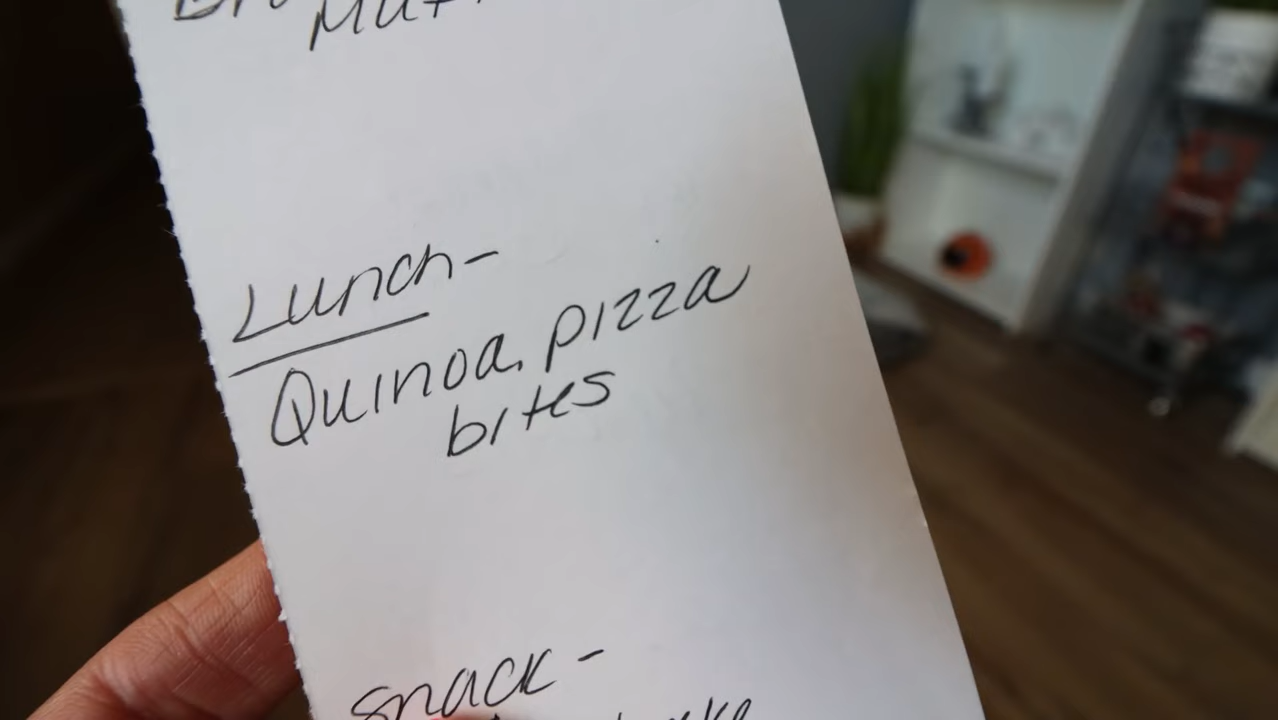 Lunch-
Quinoa. pizza
bites
snack-